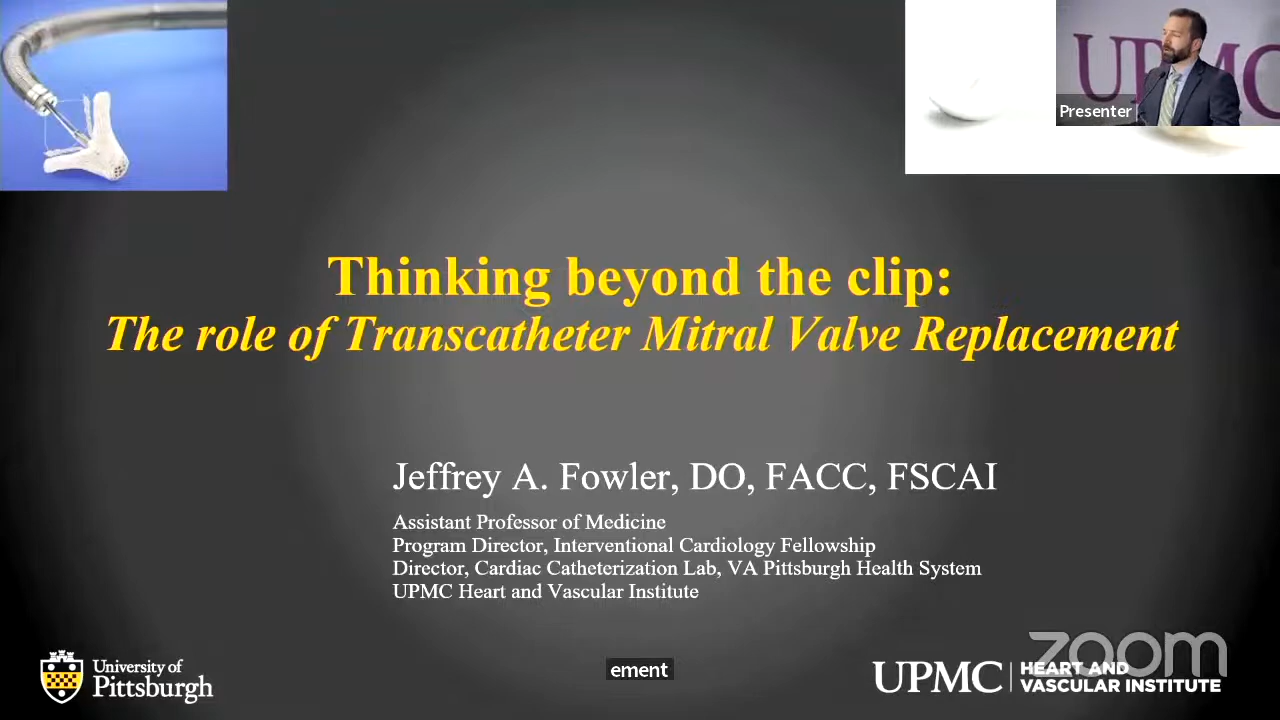 UPMC
Presenter
Thinking beyond the clip:
The role of Transcatheter Mitral Valve Replacement
Jeffrey A. Fowler, DO, FACC, FSCAI
Assistant Professor of Medicine
Program Director, Interventional Cardiology Fellowship
Director, Cardiac Catheterization Lab, VA Pittsburgh Health System
UPMC Heart and Vascular Institute
University of
Pittsburgh
ement
zoom
UPMC
HEART AND
VASCULAR INSTITUTE